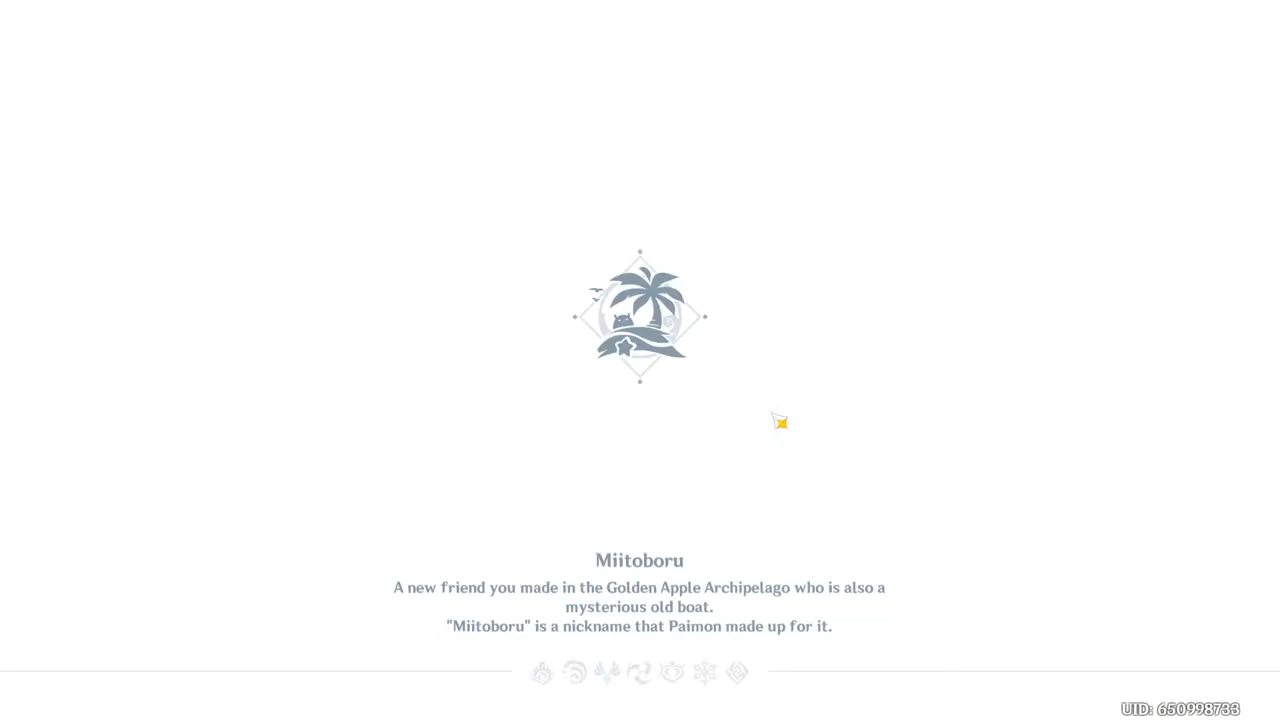 Miitoboru
A new friend you made in the Golden Apple Archipelago who is also a
mysterious old boat.
"Miitoboru" is a nickname that Paimon made up for it.
UID: 650998733